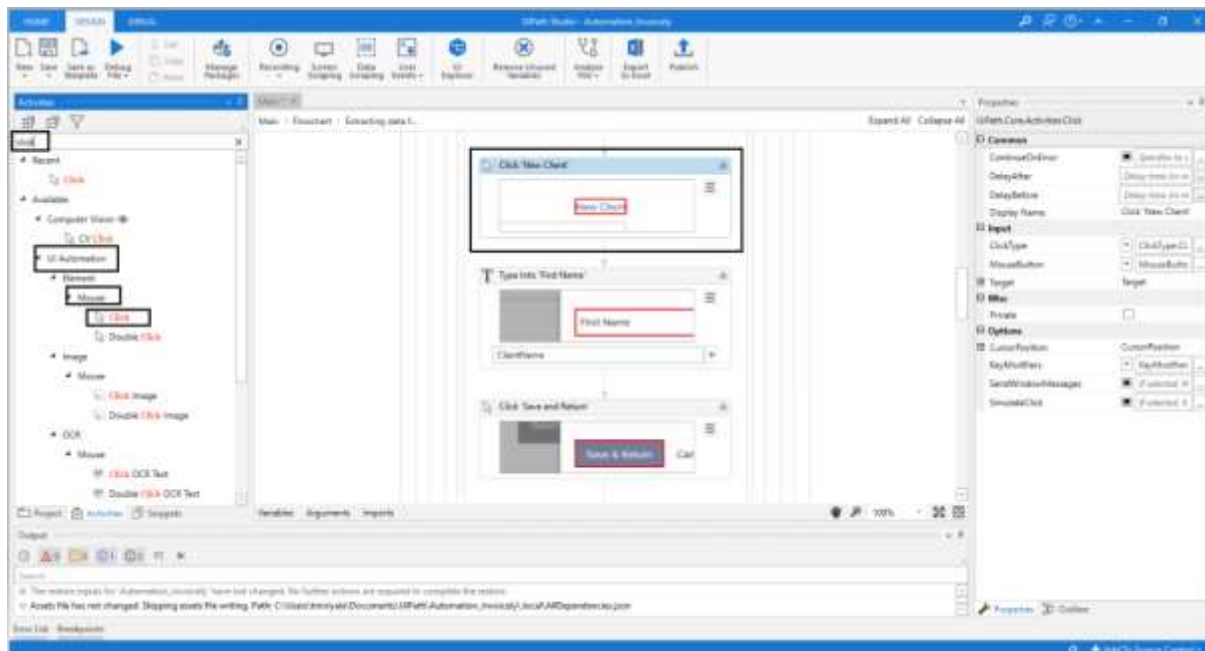 HOME DESIGN DEBUG
UiPath Studio - Automation_Invoicely
New Save Save as Template Debug File Cut Copy Paste Manage Packages Recording Screen Scraping Data Scraping User Events UI Explorer Remove Unused Variables Analyze File Export to Excel Publish
Activities
Main
Main Flowchart Extracting data f...
Expand All Collapse All
click
Recent
Click
Available
Computer Vision
CV Click
UI Automation
Element
Mouse
Click
Double Click
Image
Mouse
Click Image
Double Click Image
OCR
Mouse
Click OCR Text
Double Click OCR Text
Project Activities Snippets
Click 'New Client'
New Client
Type Into 'First Name'
First Name
ClientName
Click 'Save and Return'
Save & Return
Variables Arguments Imports
100%
Properties
UiPath.Core.Activities.Click
Common
ContinueOnError
DelayAfter
DelayBefore
Display Name Click 'New Client'
Input
ClickType
MouseButton
Target Target
Misc
Private
Options
CursorPosition CursorPosition
KeyModifiers
SendWindowMessages
SimulateClick
Properties Outline
Output
Search
Error List Breakpoints
Add To Source Control